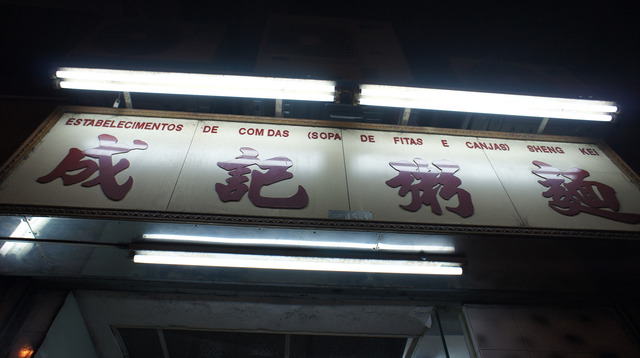 ESTABELECIMENTOS DE COM DAS (SOPA DE FITAS E CANJAS) SHENG KEI
成記粥麵